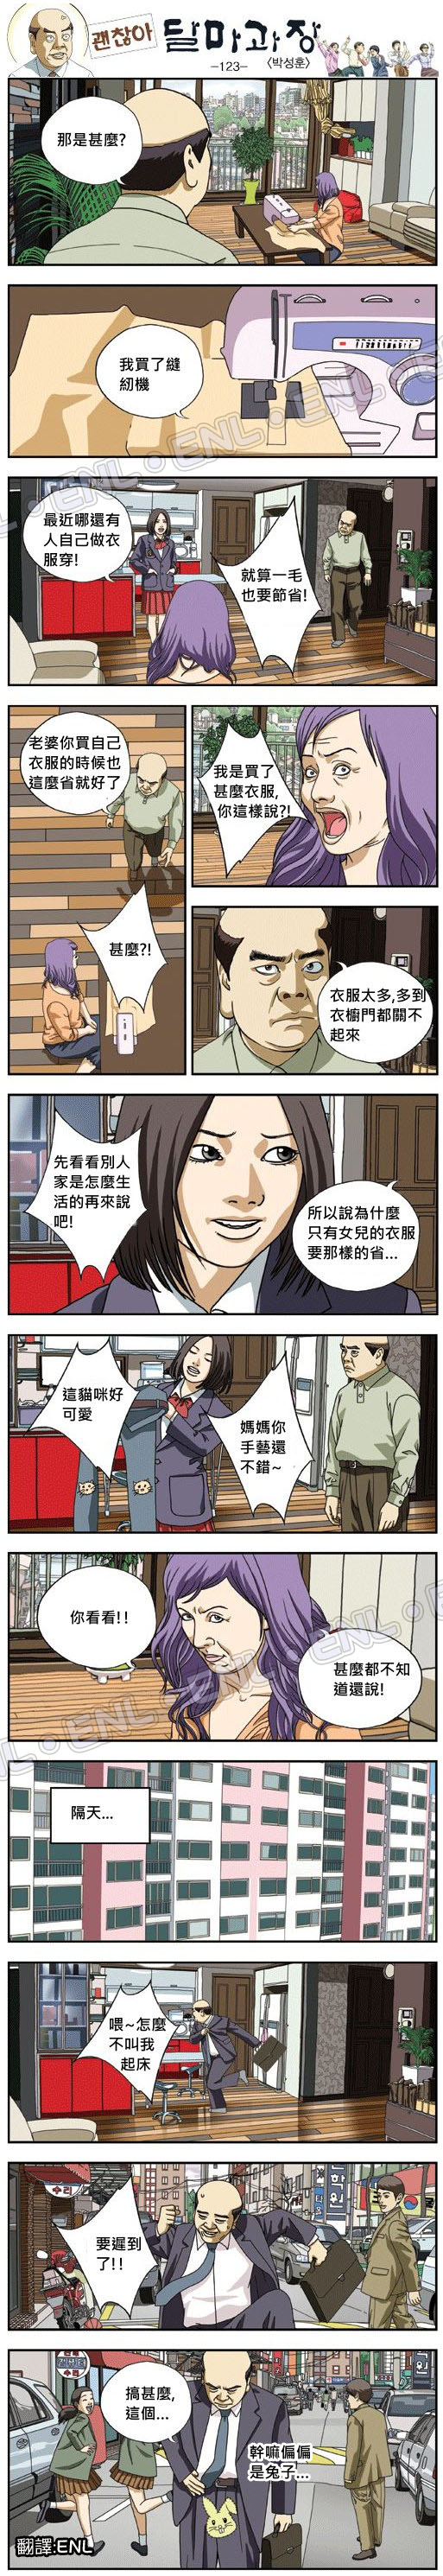 괜찮아
달마과장
-123-
〈박성훈〉
那是甚麼?
我買了縫
紉機
最近哪還有
人自己做衣
服穿!
就算一毛
也要節省!
老婆你買自己
衣服的時候也
這麼省就好了
甚麼?!
我是買了
甚麼衣服,
你這樣說?!
衣服太多,多到
衣櫥門都關不
起來
先看看別人
家是怎麼生
活的再來說
吧!
所以說為什麼
只有女兒的衣服
要那樣的省...
這貓咪好
可愛
媽媽你
手藝還
不錯~
你看看!!
甚麼都不知
道還說!
隔天...
喂~怎麼
不叫我
起床
수리
要遲到
了!!
수리
搞甚麼,
這個...
幹嘛偏偏
是兔子...
翻譯:ENL